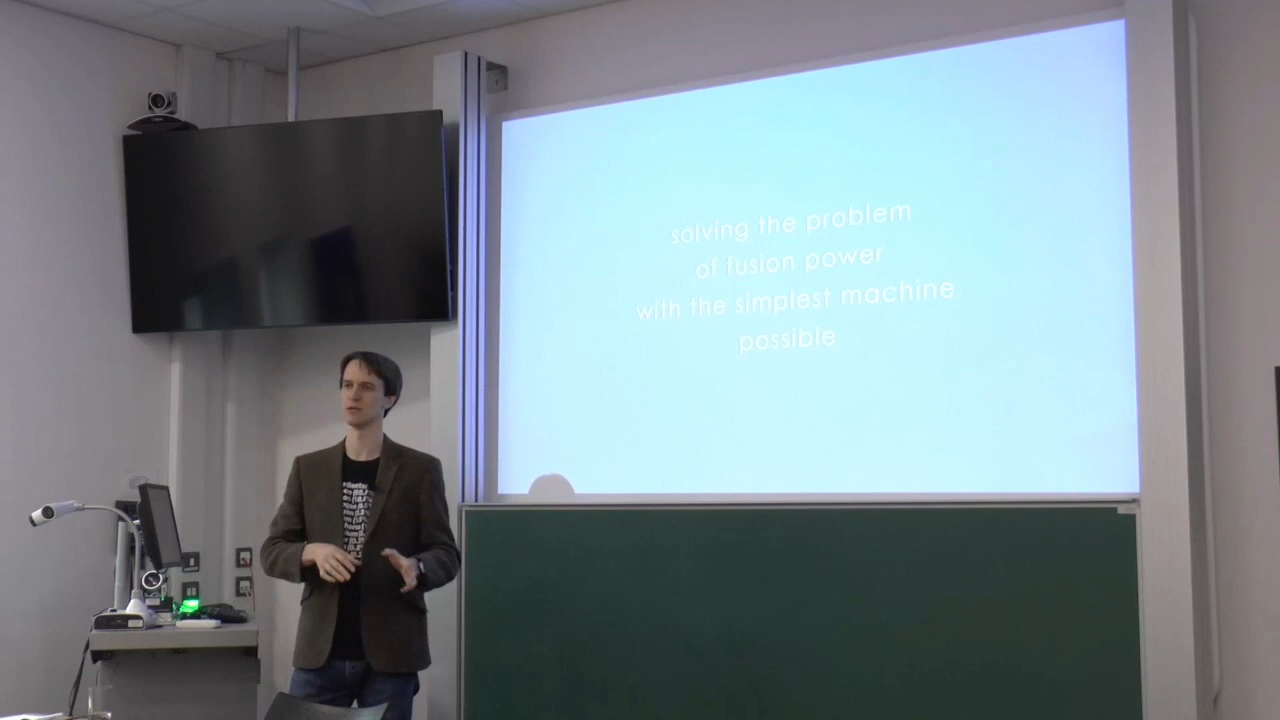 solving the problem
of fusion power
with the simplest machine
possible